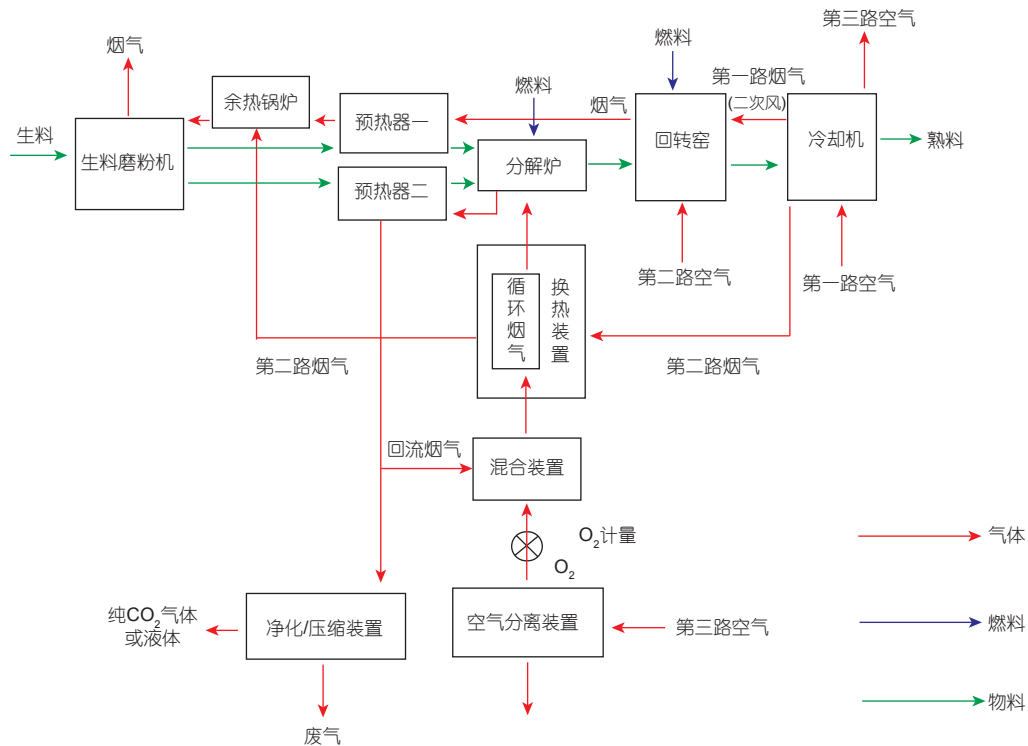 第三路空气
烟气
燃料
第一路烟气
(二次风)
燃料
余热锅炉
预热器一
烟气
生料
生料磨粉机
回转窑
冷却机
熟料
分解炉
预热器二
第二路空气
第一路空气
循环烟气
换热装置
第二路烟气
第二路烟气
回流烟气
混合装置
O₂计量
O₂
气体
纯CO₂气体
或液体
净化/压缩装置
空气分离装置
第三路空气
燃料
物料
废气